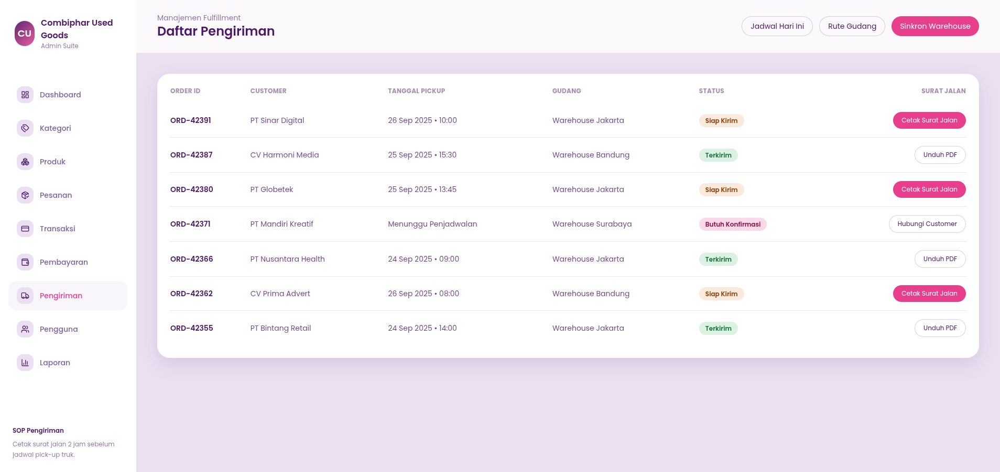 CU
Combiphar Used
Goods
Admin Suite
Dashboard
Kategori
Produk
Pesanan
Transaksi
Pembayaran
Pengiriman
Pengguna
Laporan
SOP Pengiriman
Cetak surat jalan 2 jam sebelum
jadwal pick-up truk.
Manajemen Fulfillment
Daftar Pengiriman
Jadwal Hari Ini Rute Gudang Sinkron Warehouse
ORDER ID CUSTOMER TANGGAL PICKUP GUDANG STATUS SURAT JALAN
ORD-42391 PT Sinar Digital 26 Sep 2025 • 10:00 Warehouse Jakarta Siap Kirim Cetak Surat Jalan
ORD-42387 CV Harmoni Media 25 Sep 2025 • 15:30 Warehouse Bandung Terkirim Unduh PDF
ORD-42380 PT Globetek 25 Sep 2025 • 13:45 Warehouse Jakarta Siap Kirim Cetak Surat Jalan
ORD-42371 PT Mandiri Kreatif Menunggu Penjadwalan Warehouse Surabaya Butuh Konfirmasi Hubungi Customer
ORD-42366 PT Nusantara Health 24 Sep 2025 • 09:00 Warehouse Jakarta Terkirim Unduh PDF
ORD-42362 CV Prima Advert 26 Sep 2025 • 08:00 Warehouse Bandung Siap Kirim Cetak Surat Jalan
ORD-42355 PT Bintang Retail 24 Sep 2025 • 14:00 Warehouse Jakarta Terkirim Unduh PDF